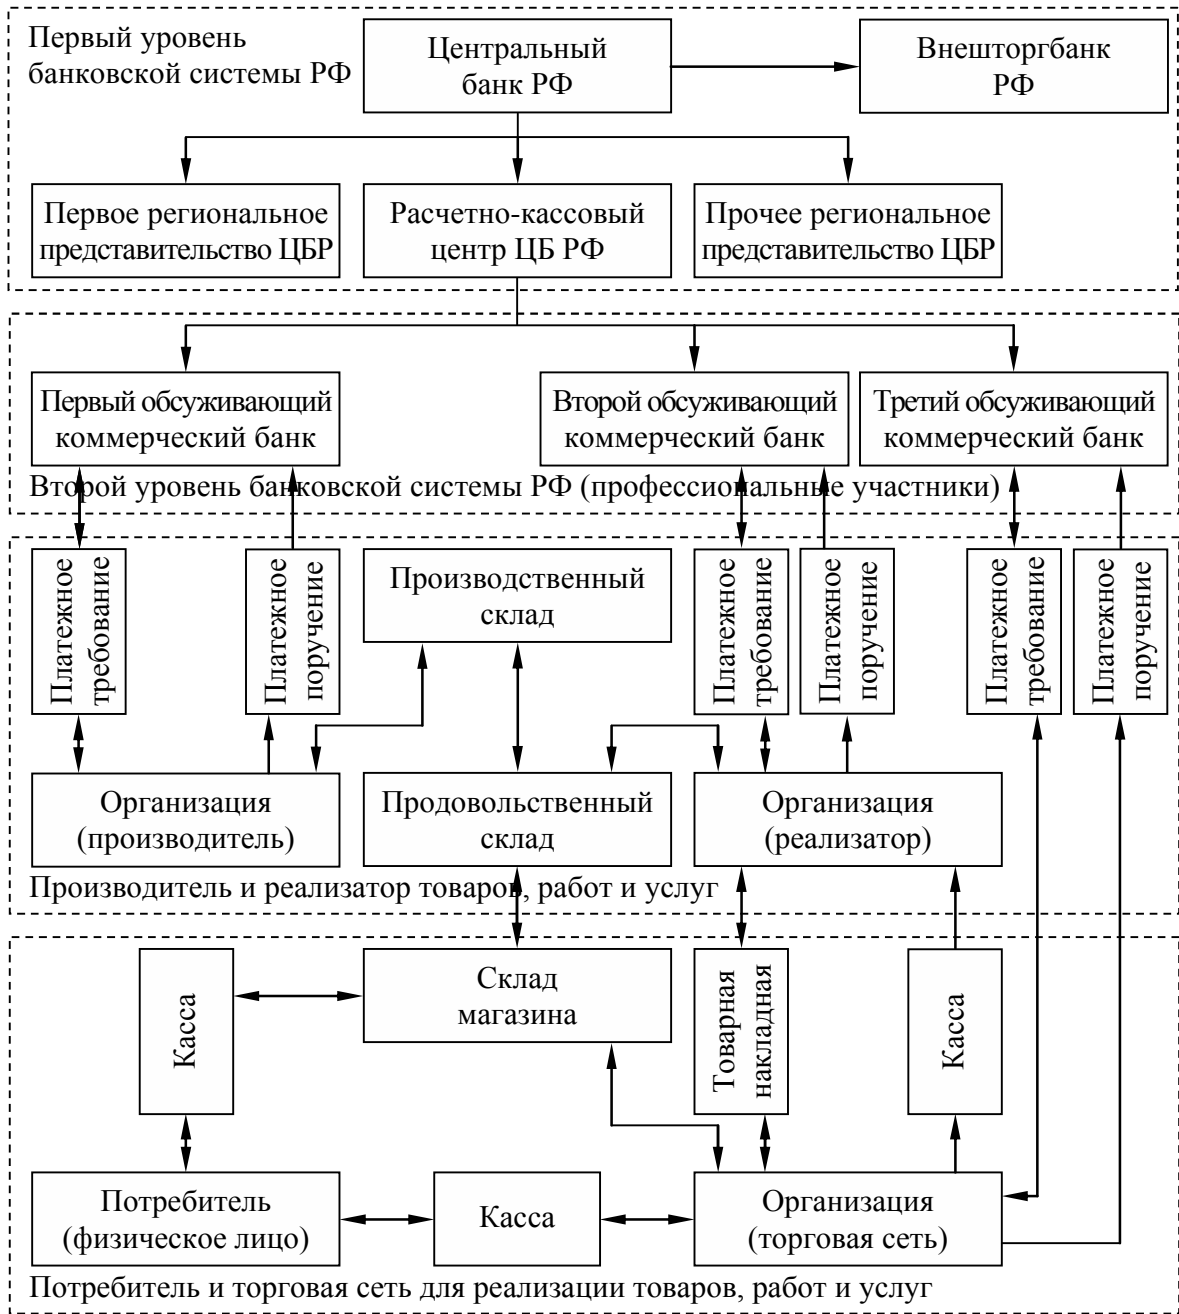 Первый уровень
банковской системы РФ
Центральный
банк РФ
Внешторгбанк
РФ
Первое региональное
представительство ЦБР
Расчетно-кассовый
центр ЦБ РФ
Прочее региональное
представительство ЦБР
Первый обсуживающий
коммерческий банк
Второй обсуживающий
коммерческий банк
Третий обсуживающий
коммерческий банк
Второй уровень банковской системы РФ (профессиональные участники)
Платежное
требование
Платежное
поручение
Производственный
склад
Платежное
требование
Платежное
поручение
Платежное
требование
Платежное
поручение
Организация
(производитель)
Продовольственный
склад
Организация
(реализатор)
Производитель и реализатор товаров, работ и услуг
Касса
Склад
магазина
Товарная
накладная
Касса
Потребитель
(физическое лицо)
Касса
Организация
(торговая сеть)
Потребитель и торговая сеть для реализации товаров, работ и услуг